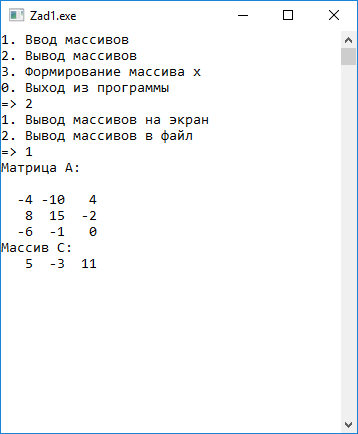 Zad1.exe
1. Ввод массивов
2. Вывод массивов
3. Формирование массива x
0. Выход из программы
=> 2
1. Вывод массивов на экран
2. Вывод массивов в файл
=> 1
Матрица A:
-4 -10 4
8 15 -2
-6 -1 0
Массив C:
5 -3 11